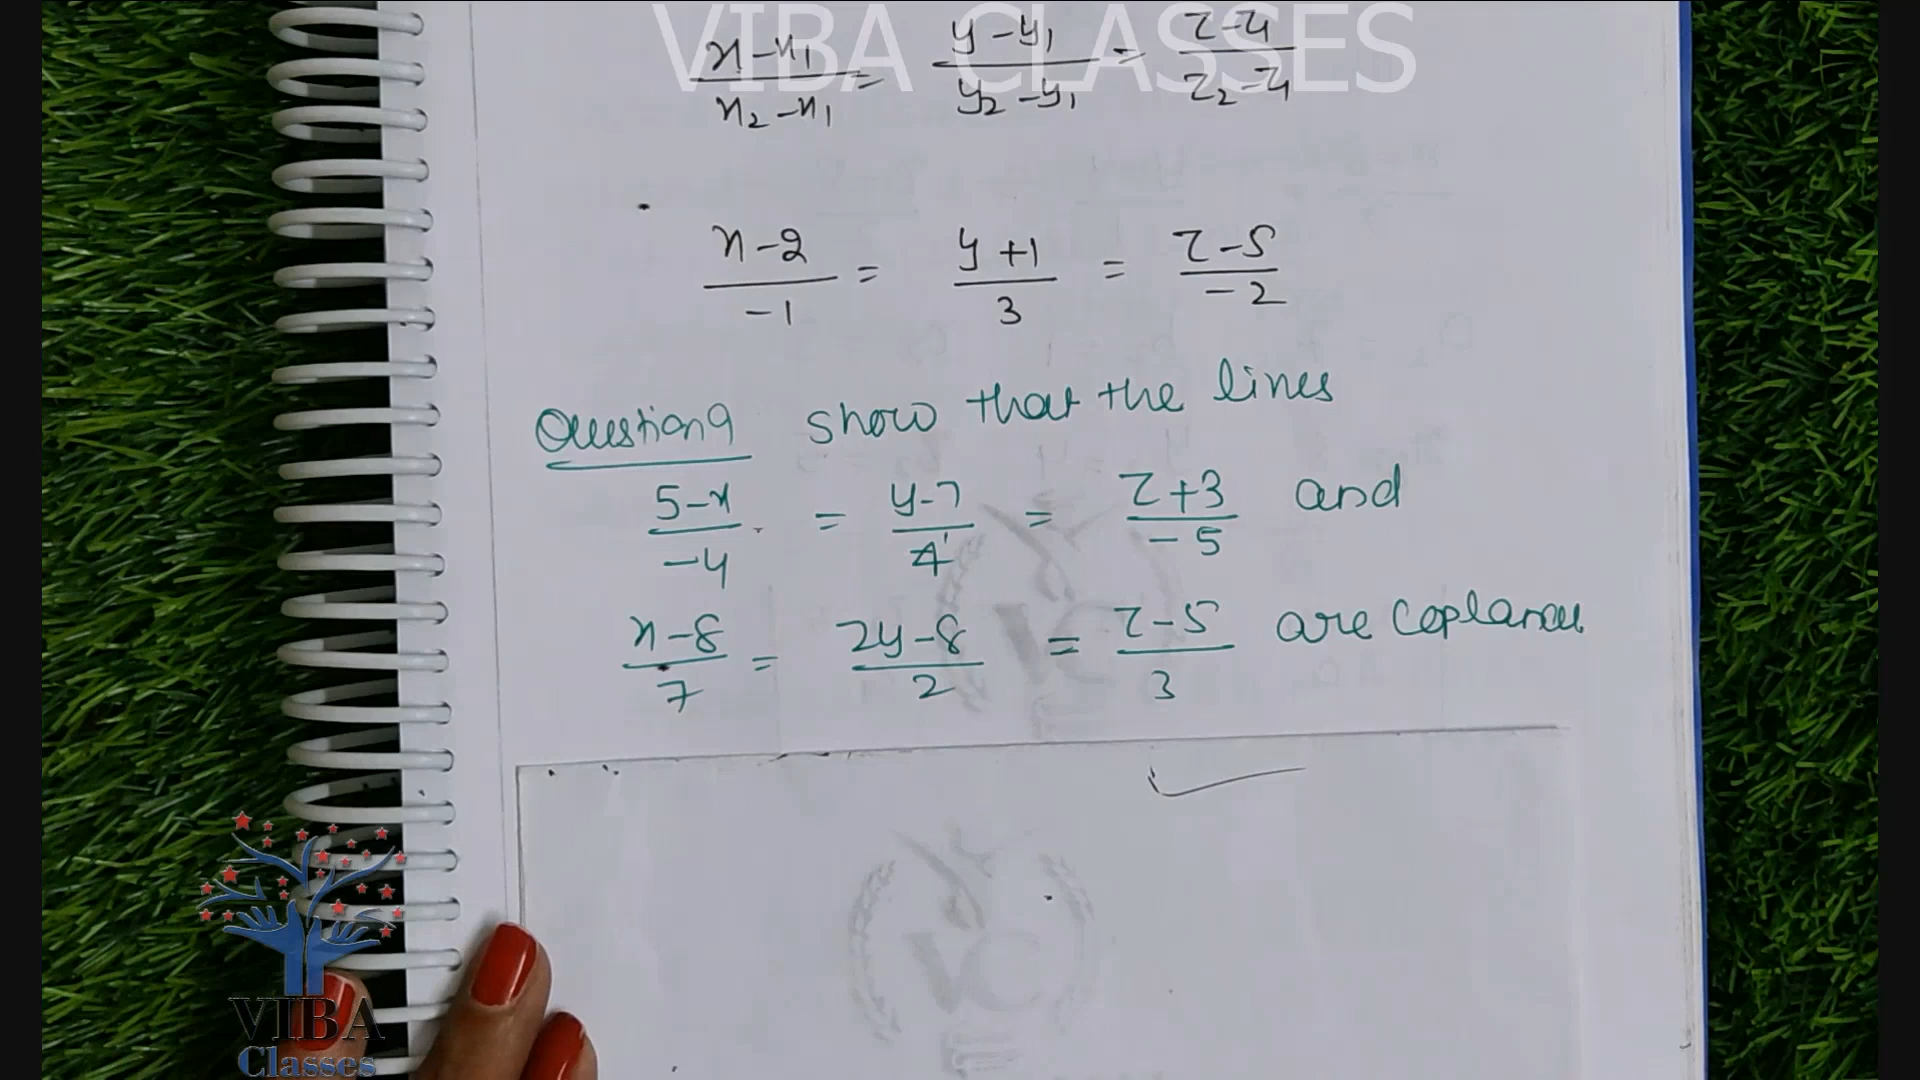 VIBA CLASSES
x-x₁/x₂-x₁ = y-y₁/y₂-y₁ = z-z₁/z₂-z₁
x-2/-1 = y+1/3 = z-5/-2
Question9 show that the lines
5-x/-4 = y-7/4 = z+3/-5 and
x-8/7 = 2y-8/2 = z-5/3 are coplanar
VC
VC
VIBA
Classes